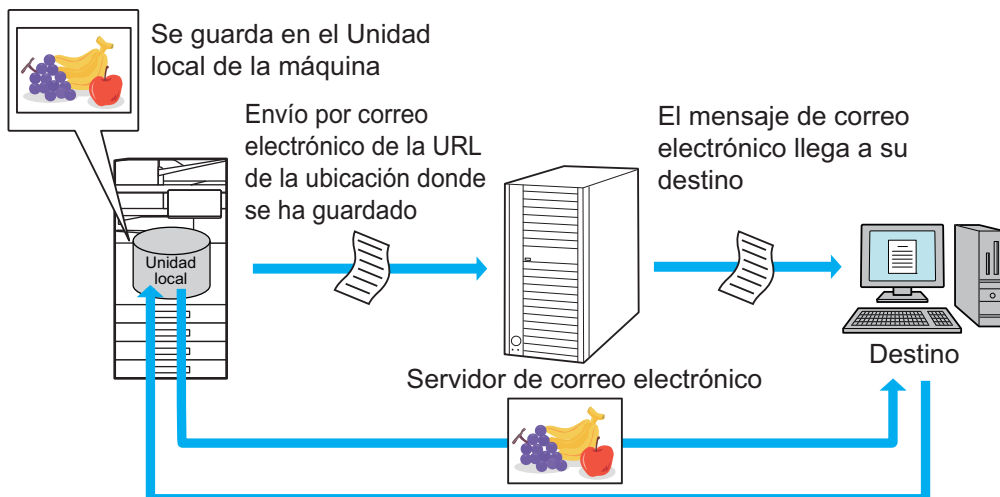 Se guarda en el Unidad
local de la máquina
Envío por correo
electrónico de la URL
de la ubicación donde
se ha guardado
El mensaje de correo
electrónico llega a su
destino
Unidad
local
Destino
Servidor de correo electrónico